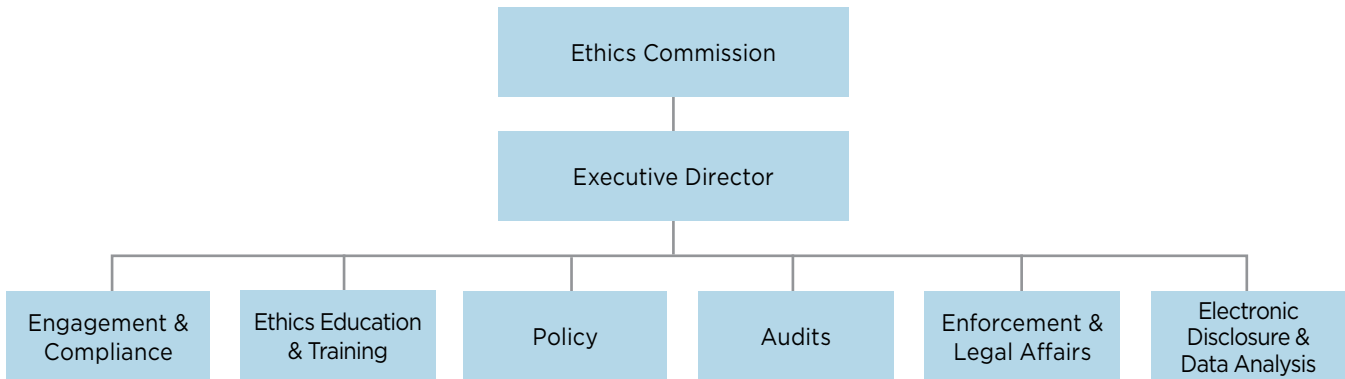 Ethics Commission
Executive Director
Engagement &
Compliance
Ethics Education
& Training
Policy
Audits
Enforcement &
Legal Affairs
Electronic
Disclosure &
Data Analysis